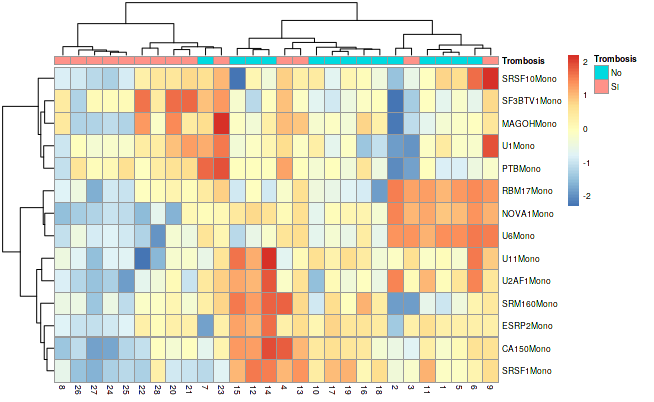 Trombosis
SRSF10Mono
SF3BTV1Mono
MAGOHMono
U1Mono
PTBMono
RBM17Mono
NOVA1Mono
U6Mono
U11Mono
U2AF1Mono
SRM160Mono
ESRP2Mono
CA150Mono
SRSF1Mono
8 26 27 24 25 22 28 20 21 7 23 15 12 14 4 13 10 17 19 16 18 2 3 11 1 5 6 9
2
1
0
-1
-2
Trombosis
No
SI